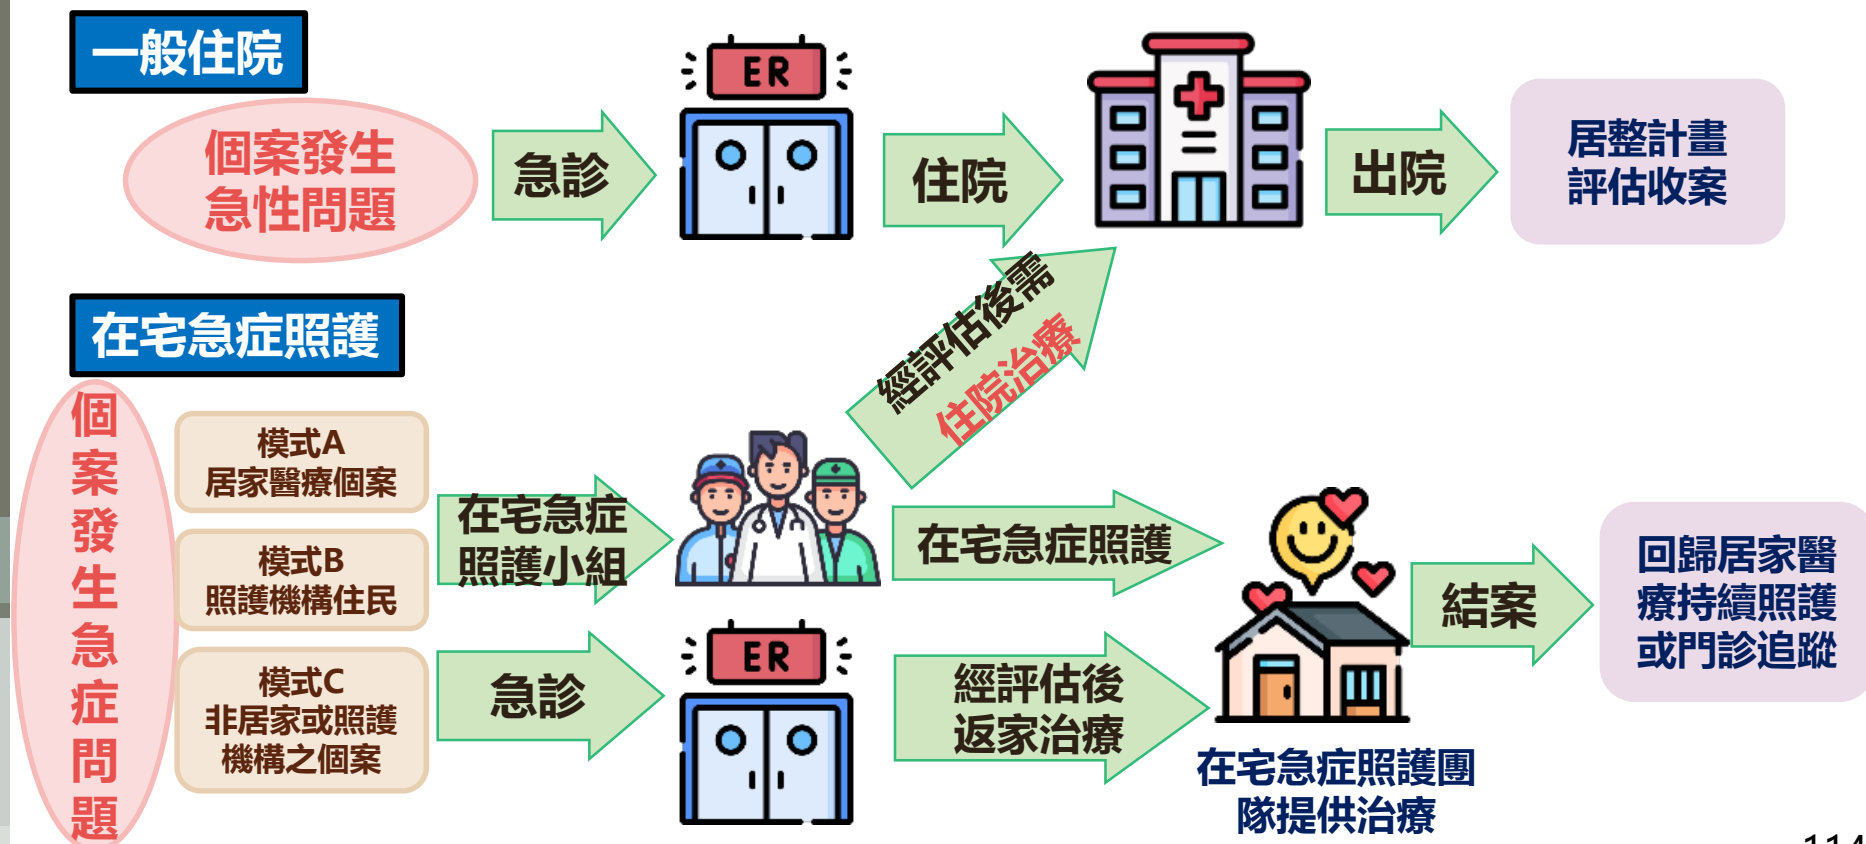 一般住院
個案發生
急性問題
急診
ER
住院
出院
居整計畫
評估收案
經評估後需
住院治療
在宅急症照護
個案發生急症問題
模式A
居家醫療個案
模式B
照護機構住民
模式C
非居家或照護
機構之個案
在宅急症
照護小組
在宅急症照護
急診
ER
經評估後
返家治療
在宅急症照護團
隊提供治療
結案
回歸居家醫
療持續照護
或門診追蹤